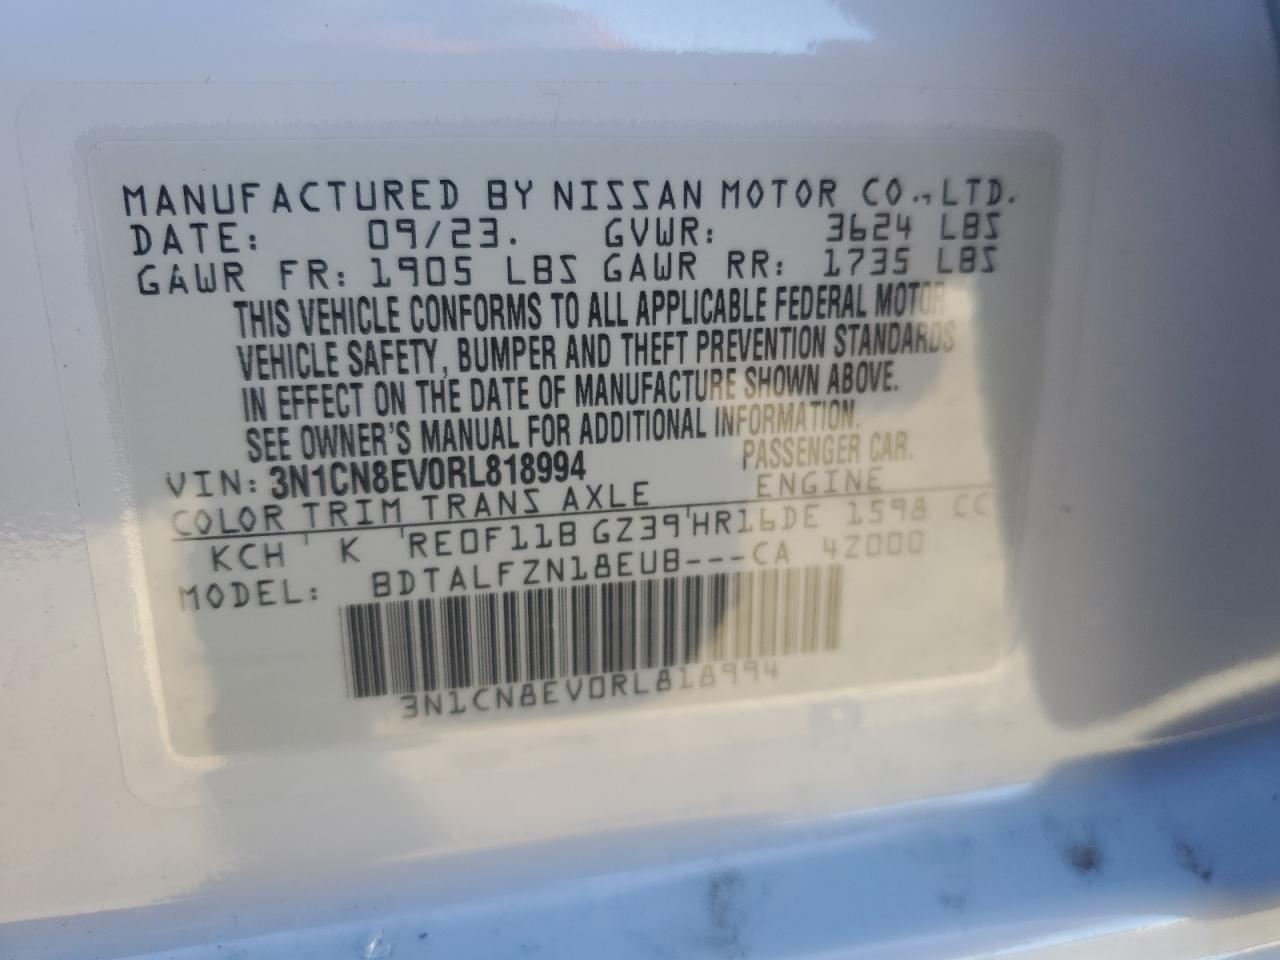 MANUFACTURED BY NISSAN MOTOR CO., LTD.
DATE: 09/23. GVWR: 3624 LBS
GAWR FR: 1905 LBS GAWR RR: 1735 LBS
THIS VEHICLE CONFORMS TO ALL APPLICABLE FEDERAL MOTOR
VEHICLE SAFETY, BUMPER AND THEFT PREVENTION STANDARDS
IN EFFECT ON THE DATE OF MANUFACTURE SHOWN ABOVE.
SEE OWNER'S MANUAL FOR ADDITIONAL INFORMATION.
VIN: 3N1CN8EV0RL818994 PASSENGER CAR.
COLOR TRIM TRANS AXLE ENGINE
KCH K RE0F11B GZ39 HR16DE 1598 CC
MODEL: BDTALFZN18EUB---CA 42000
3N1CN8EV0RL818994